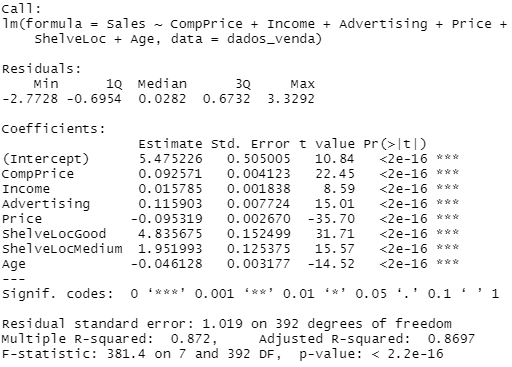 Call:
lm(formula = Sales ~ CompPrice + Income + Advertising + Price +
    ShelveLoc + Age, data = dados_venda)
Residuals:
    Min      1Q  Median      3Q     Max
-2.7728 -0.6954  0.0282  0.6732  3.3292
Coefficients:
                 Estimate Std. Error t value Pr(>|t|)
(Intercept)      5.475226   0.505005   10.84   <2e-16 ***
CompPrice        0.092571   0.004123   22.45   <2e-16 ***
Income           0.015785   0.001838    8.59   <2e-16 ***
Advertising      0.115903   0.007724   15.01   <2e-16 ***
Price           -0.095319   0.002670  -35.70   <2e-16 ***
ShelveLocGood    4.835675   0.152499   31.71   <2e-16 ***
ShelveLocMedium  1.951993   0.125375   15.57   <2e-16 ***
Age             -0.046128   0.003177  -14.52   <2e-16 ***
---
Signif. codes:  0 ‘***’ 0.001 ‘**’ 0.01 ‘*’ 0.05 ‘.’ 0.1 ‘ ’ 1
Residual standard error: 1.019 on 392 degrees of freedom
Multiple R-squared:  0.872,	Adjusted R-squared:  0.8697
F-statistic: 381.4 on 7 and 392 DF,  p-value: < 2.2e-16